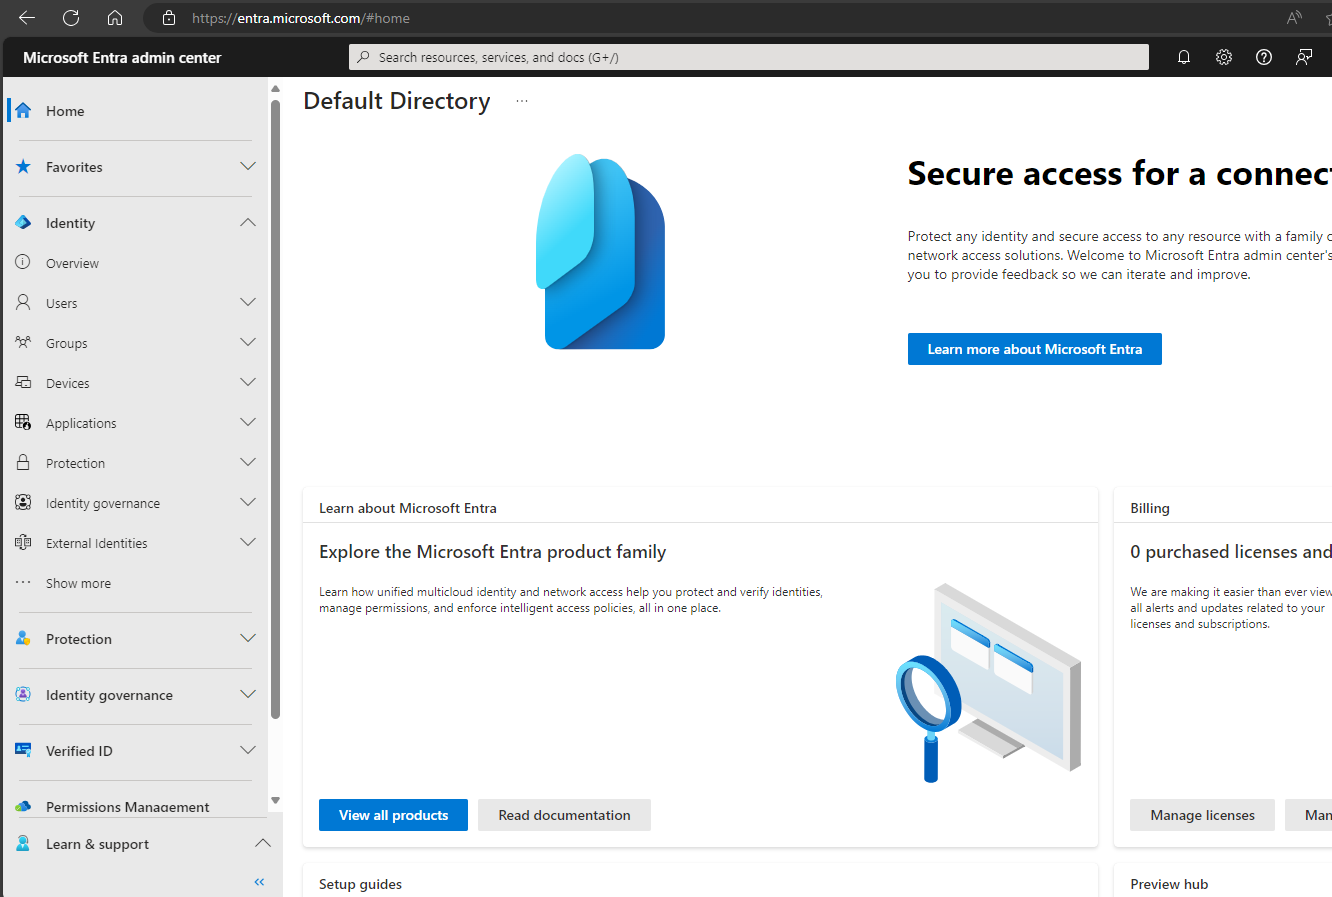 https://entra.microsoft.com/#home
Microsoft Entra admin center
Search resources, services, and docs (G+/)
Home
Favorites
Identity
Overview
Users
Groups
Devices
Applications
Protection
Identity governance
External Identities
Show more
Protection
Identity governance
Verified ID
Permissions Management
Learn & support
Default Directory
Secure access for a connect
Protect any identity and secure access to any resource with a family o
network access solutions. Welcome to Microsoft Entra admin center's
you to provide feedback so we can iterate and improve.
Learn more about Microsoft Entra
Learn about Microsoft Entra
Explore the Microsoft Entra product family
Learn how unified multicloud identity and network access help you protect and verify identities,
manage permissions, and enforce intelligent access policies, all in one place.
View all products
Read documentation
Billing
0 purchased licenses and
We are making it easier than ever view
all alerts and updates related to your
licenses and subscriptions.
Manage licenses
Man
Setup guides
Preview hub